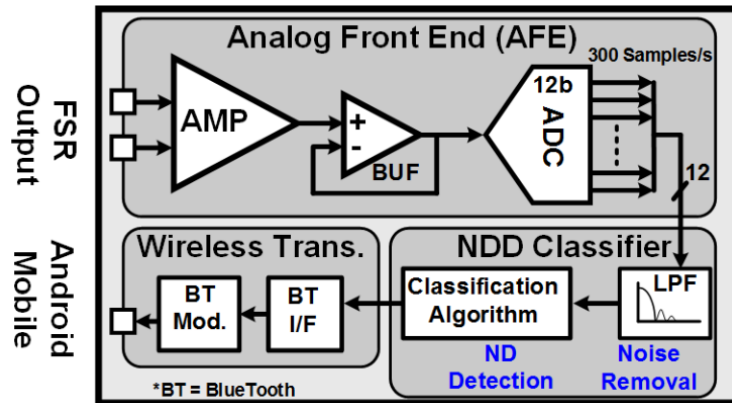 Analog Front End (AFE)
300 Samples/s
FSR
Output
AMP
+
-
BUF
12b
ADC
12
Wireless Trans.
NDD Classifier
Android
Mobile
BT
Mod.
BT
I/F
Classification
Algorithm
LPF
ND
Detection
Noise
Removal
*BT = BlueTooth